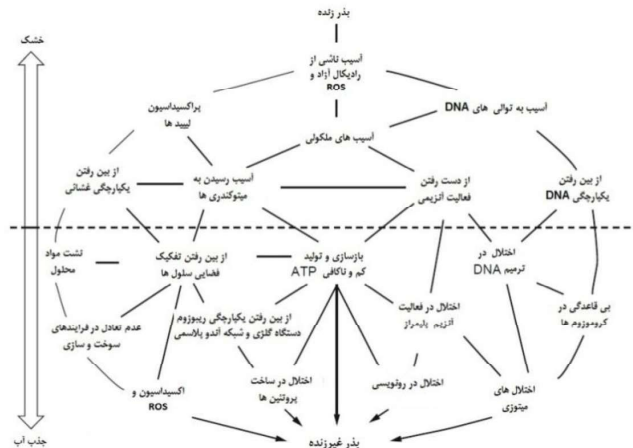 بذر زنده
خشک
آسیب ناشی از
رادیکال آزاد و
ROS
پراکسیداسیون
لیپید ها
آسیب به توالی های DNA
آسیب های ملکولی
از بین رفتن
یکپارچگی غشائی
آسیب رسیدن به
میتوکندری ها
از دست رفتن
فعالیت آنزیمی
از بین رفتن
یکپارچگی DNA
نشت مواد
محلول
از بین رفتن تفکیک
فضایی سلول ها
بازسازی و تولید
کم و ناکافی ATP
اختلال در
ترمیم DNA
عدم تعادل در فرایندهای
سوخت و سازی
از بین رفتن یکپارچگی ریبوزوم
دستگاه گلژی و شبکه آندو پلاسمی
اختلال در فعالیت
آنزیم پلیمراز
بی قاعدگی در
کروموزوم ها
اکسیداسیون و
ROS
اختلال در ساخت
پروتئین ها
اختلال در رونویسی
اختلال های
میتوزی
جذب آب
بذر غیرزنده